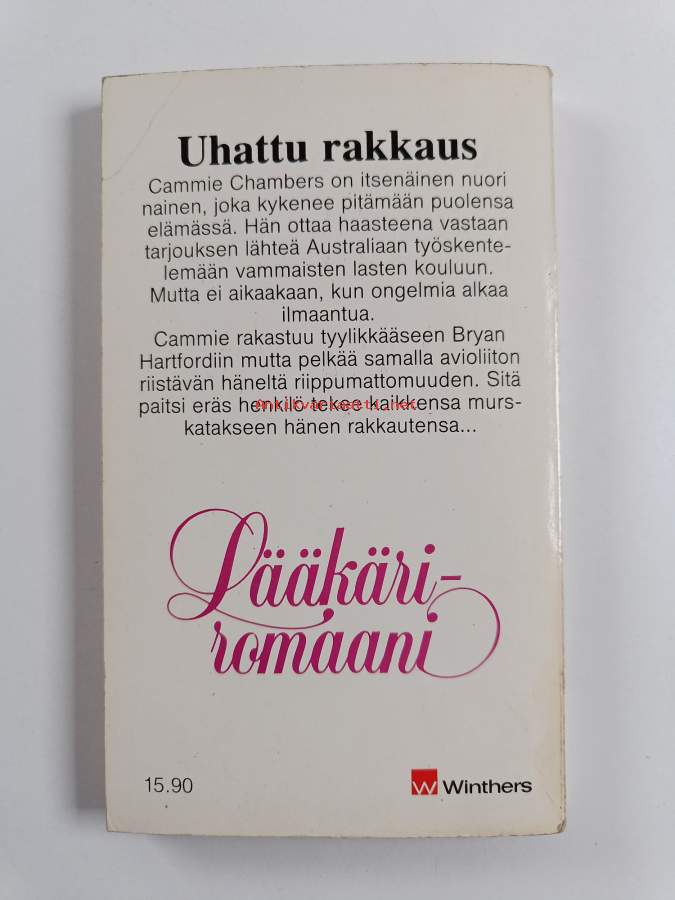 Uhattu rakkaus
Cammie Chambers on itsenäinen nuori
nainen, joka kykenee pitämään puolensa
elämässä. Hän ottaa haasteena vastaan
tarjouksen lähteä Australiaan työskente-
lemään vammaisten lasten kouluun.
Mutta ei aikaakaan, kun ongelmia alkaa
ilmaantua.
Cammie rakastuu tyylikkääseen Bryan
Hartfordiin mutta pelkää samalla avioliiton
riistävän häneltä riippumattomuuden. Sitä
paitsi eräs henkilö tekee kaikkensa murs-
Antikvariaatti.net
katakseen hänen rakkautensa...
Lääkäri-
romaani
15.90
W Winthers